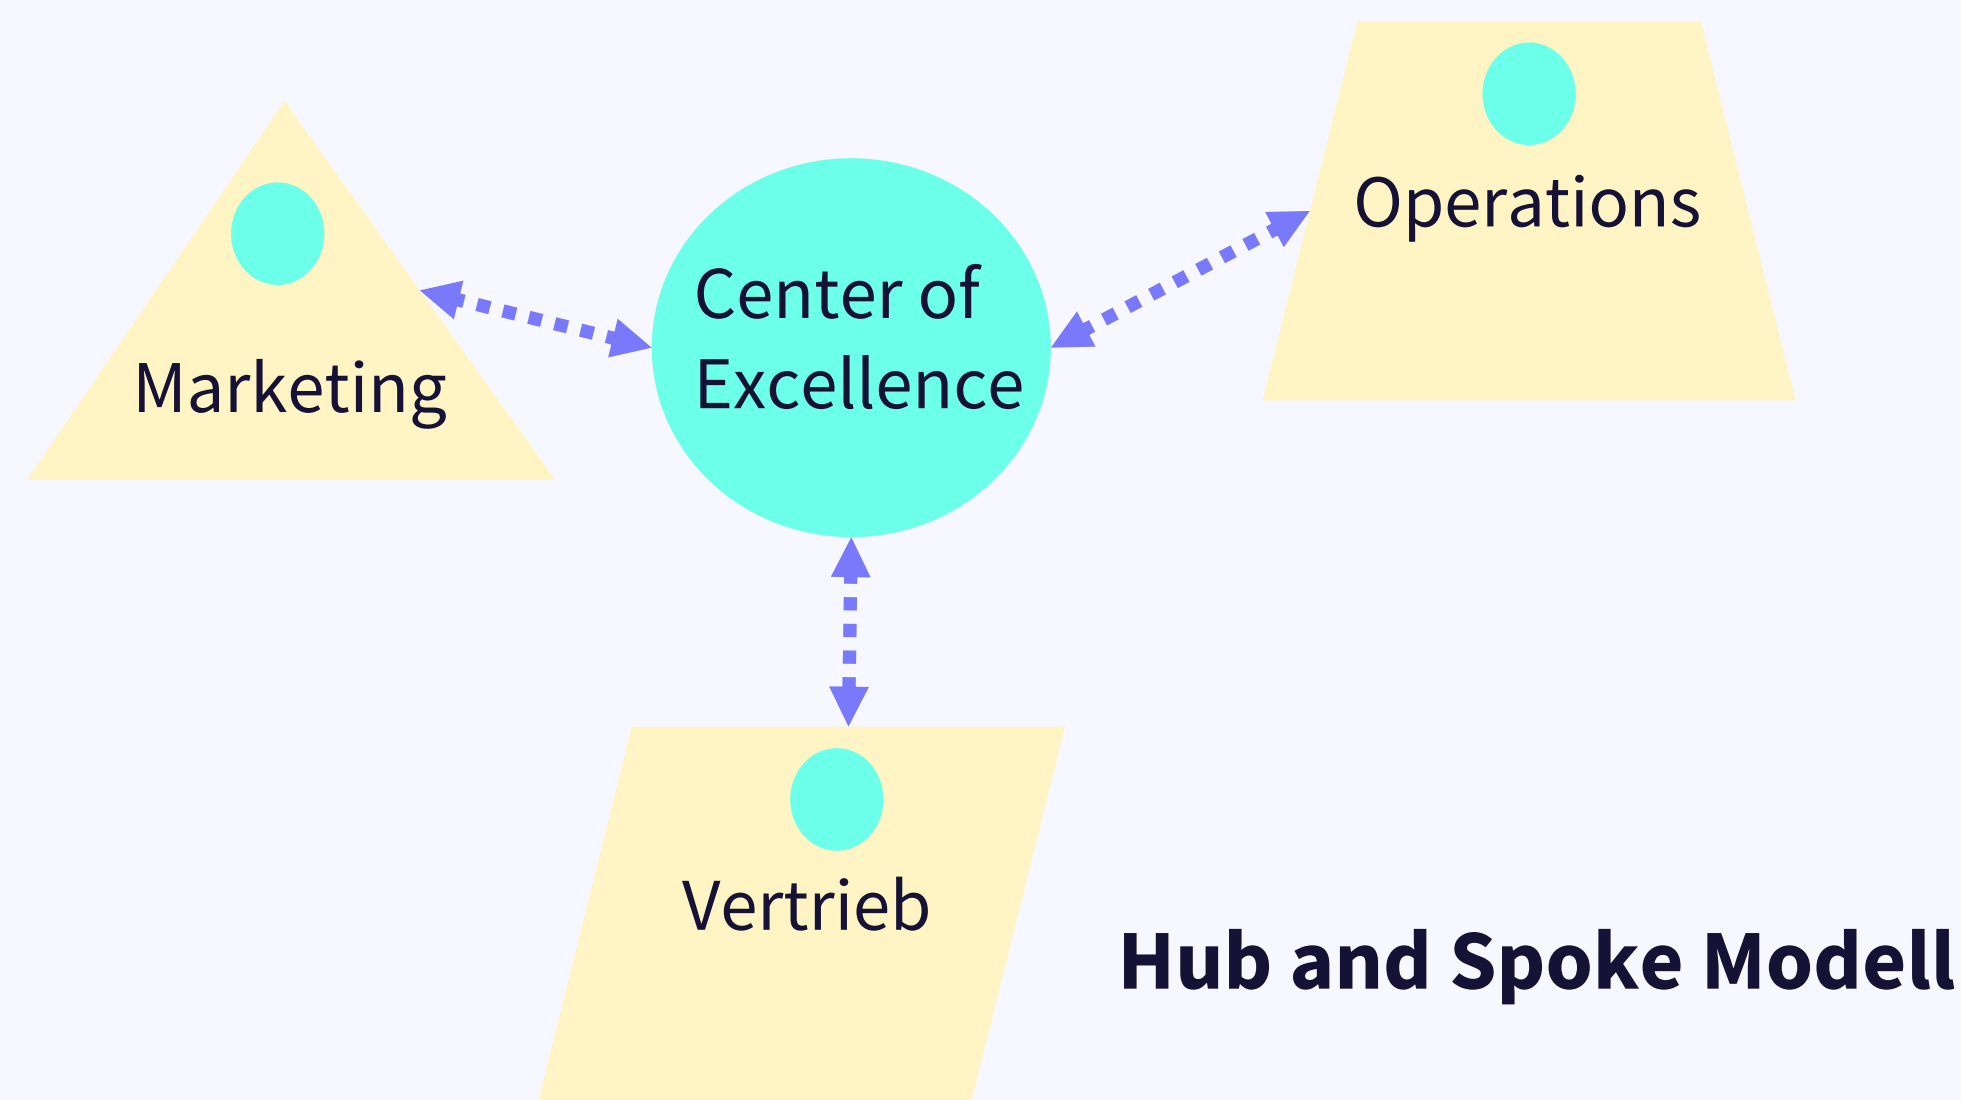 Operations
Center of
Excellence
Marketing
Vertrieb
Hub and Spoke Modell